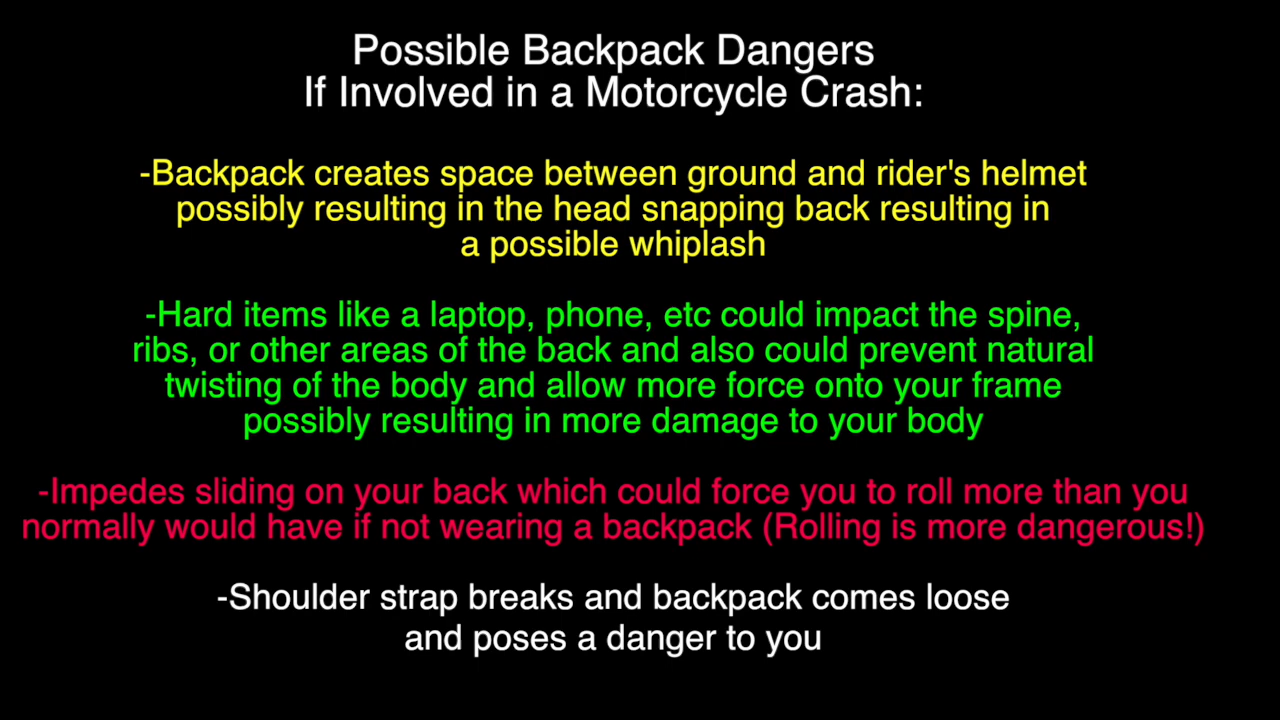 Possible Backpack Dangers
If Involved in a Motorcycle Crash:
-Backpack creates space between ground and rider's helmet
possibly resulting in the head snapping back resulting in
a possible whiplash
-Hard items like a laptop, phone, etc could impact the spine,
ribs, or other areas of the back and also could prevent natural
twisting of the body and allow more force onto your frame
possibly resulting in more damage to your body
-Impedes sliding on your back which could force you to roll more than you
normally would have if not wearing a backpack (Rolling is more dangerous!)
-Shoulder strap breaks and backpack comes loose
and poses a danger to you